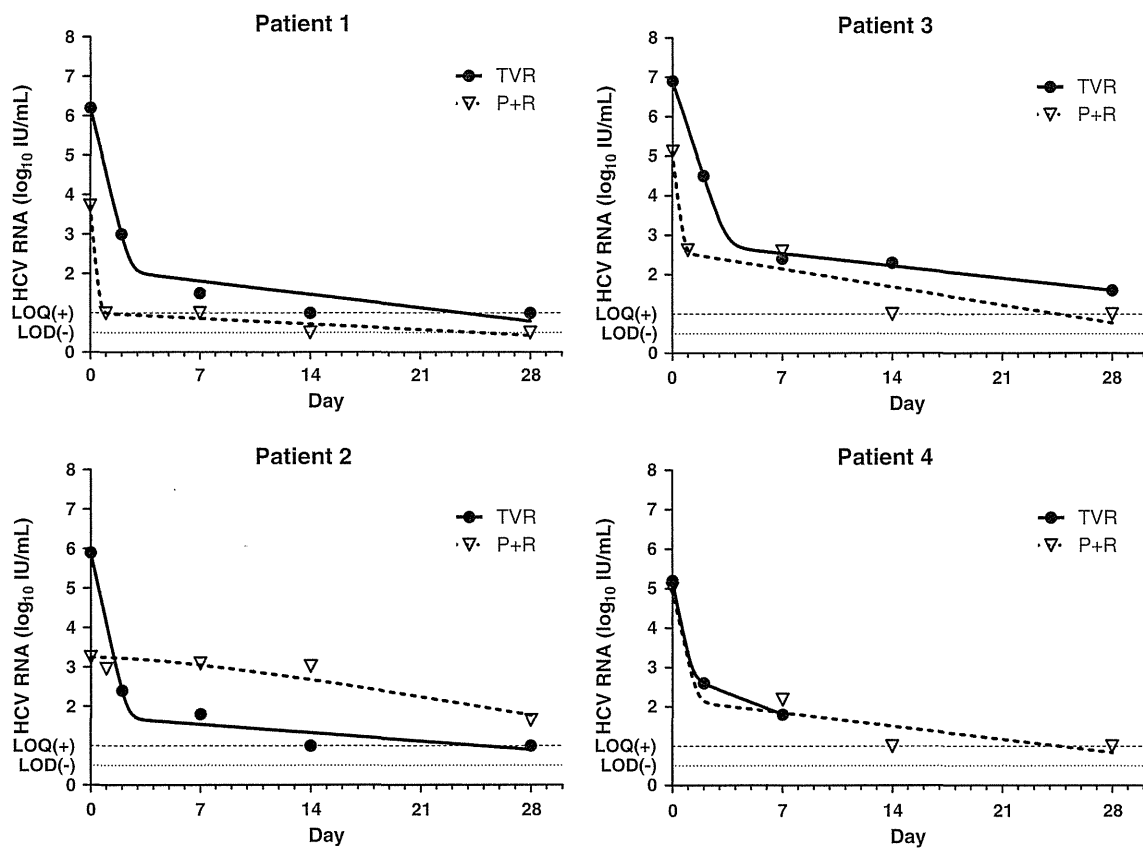 Patient 1
HCV RNA (log10 IU/mL)
8
7
6
5
4
3
2
LOQ(+)
LOD(-)
0
TVR
P+R
0 7 14 21 28
Day
Patient 3
HCV RNA (log10 IU/mL)
8
7
6
5
4
3
2
LOQ(+)
LOD(-)
0
TVR
P+R
0 7 14 21 28
Day
Patient 2
HCV RNA (log10 IU/mL)
8
7
6
5
4
3
2
LOQ(+)
LOD(-)
0
TVR
P+R
0 7 14 21 28
Day
Patient 4
HCV RNA (log10 IU/mL)
8
7
6
5
4
3
2
LOQ(+)
LOD(-)
0
TVR
P+R
0 7 14 21 28
Day